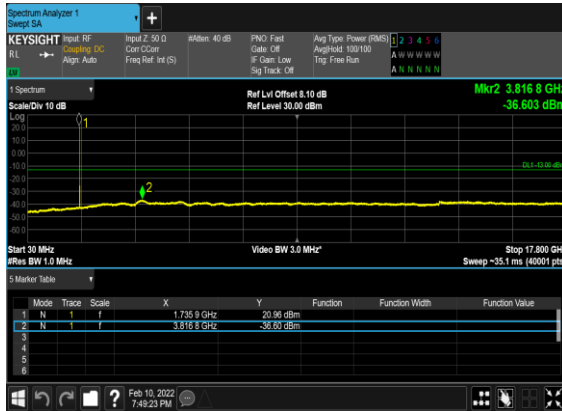 Spectrum Analyzer 1
Swept SA
KEYSIGHT Input: RF Input Z: 50 Ω #Atten: 40 dB PNO: Fast Avg Type: Power (RMS) 1 2 3 4 5 6
RL Coupling: DC Corr CCorr Gate: Off Avg|Hold: 100/100 A W W W W W
Align: Auto Freq Ref: Int (S) IF Gain: Low Trig: Free Run
LXI Sig Track: Off A N N N N N
1 Spectrum Ref Lvl Offset 8.10 dB Mkr2 3.816 8 GHz
Scale/Div 10 dB Ref Level 30.00 dBm -36.603 dBm
Log
1
20.0
10.0
0.00
-10.0
DL1 -13.00 dBm
-20.0
-30.0
2
-40.0
-50.0
-60.0
Start 30 MHz Video BW 3.0 MHz* Stop 17.800 GHz
#Res BW 1.0 MHz Sweep ~35.1 ms (40001 pts)
5 Marker Table
Mode Trace Scale X Y Function Function Width Function Value
1 N 1 f 1.735 9 GHz 20.96 dBm
2 N 1 f 3.816 8 GHz -36.60 dBm
3
4
5
6
? Feb 10, 2022
7:49:23 PM